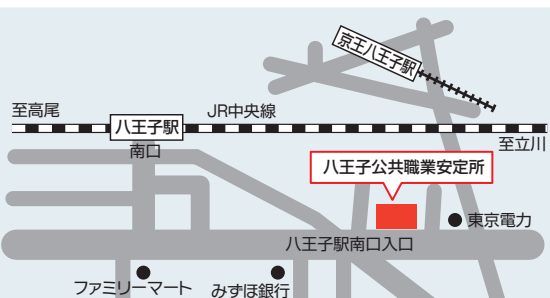 京王八王子駅
至高尾
JR中央線
八王子駅
至立川
南口
八王子公共職業安定所
東京電力
八王子駅南口入口
ファミリーマート
みずほ銀行